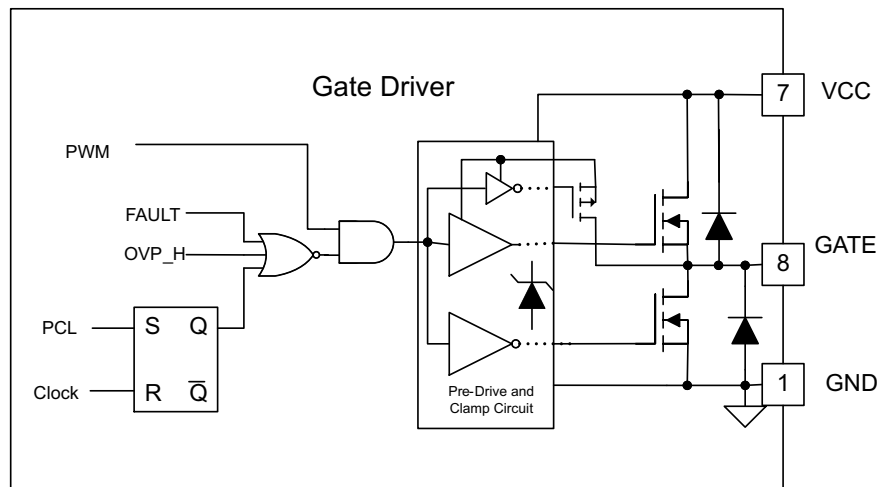 Gate Driver
7
VCC
PWM
FAULT
OVP_H
GATE
8
PCL
S Q
Clock
R Q̅
Pre-Drive and
Clamp Circuit
1
GND